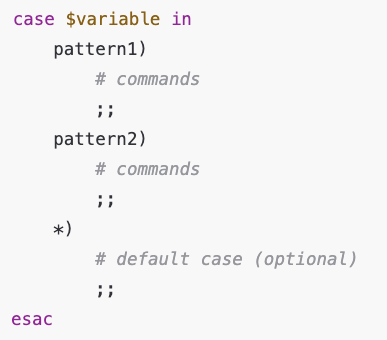 case $variable in
    pattern1)
        # commands
        ;;
    pattern2)
        # commands
        ;;
    *)
        # default case (optional)
        ;;
esac